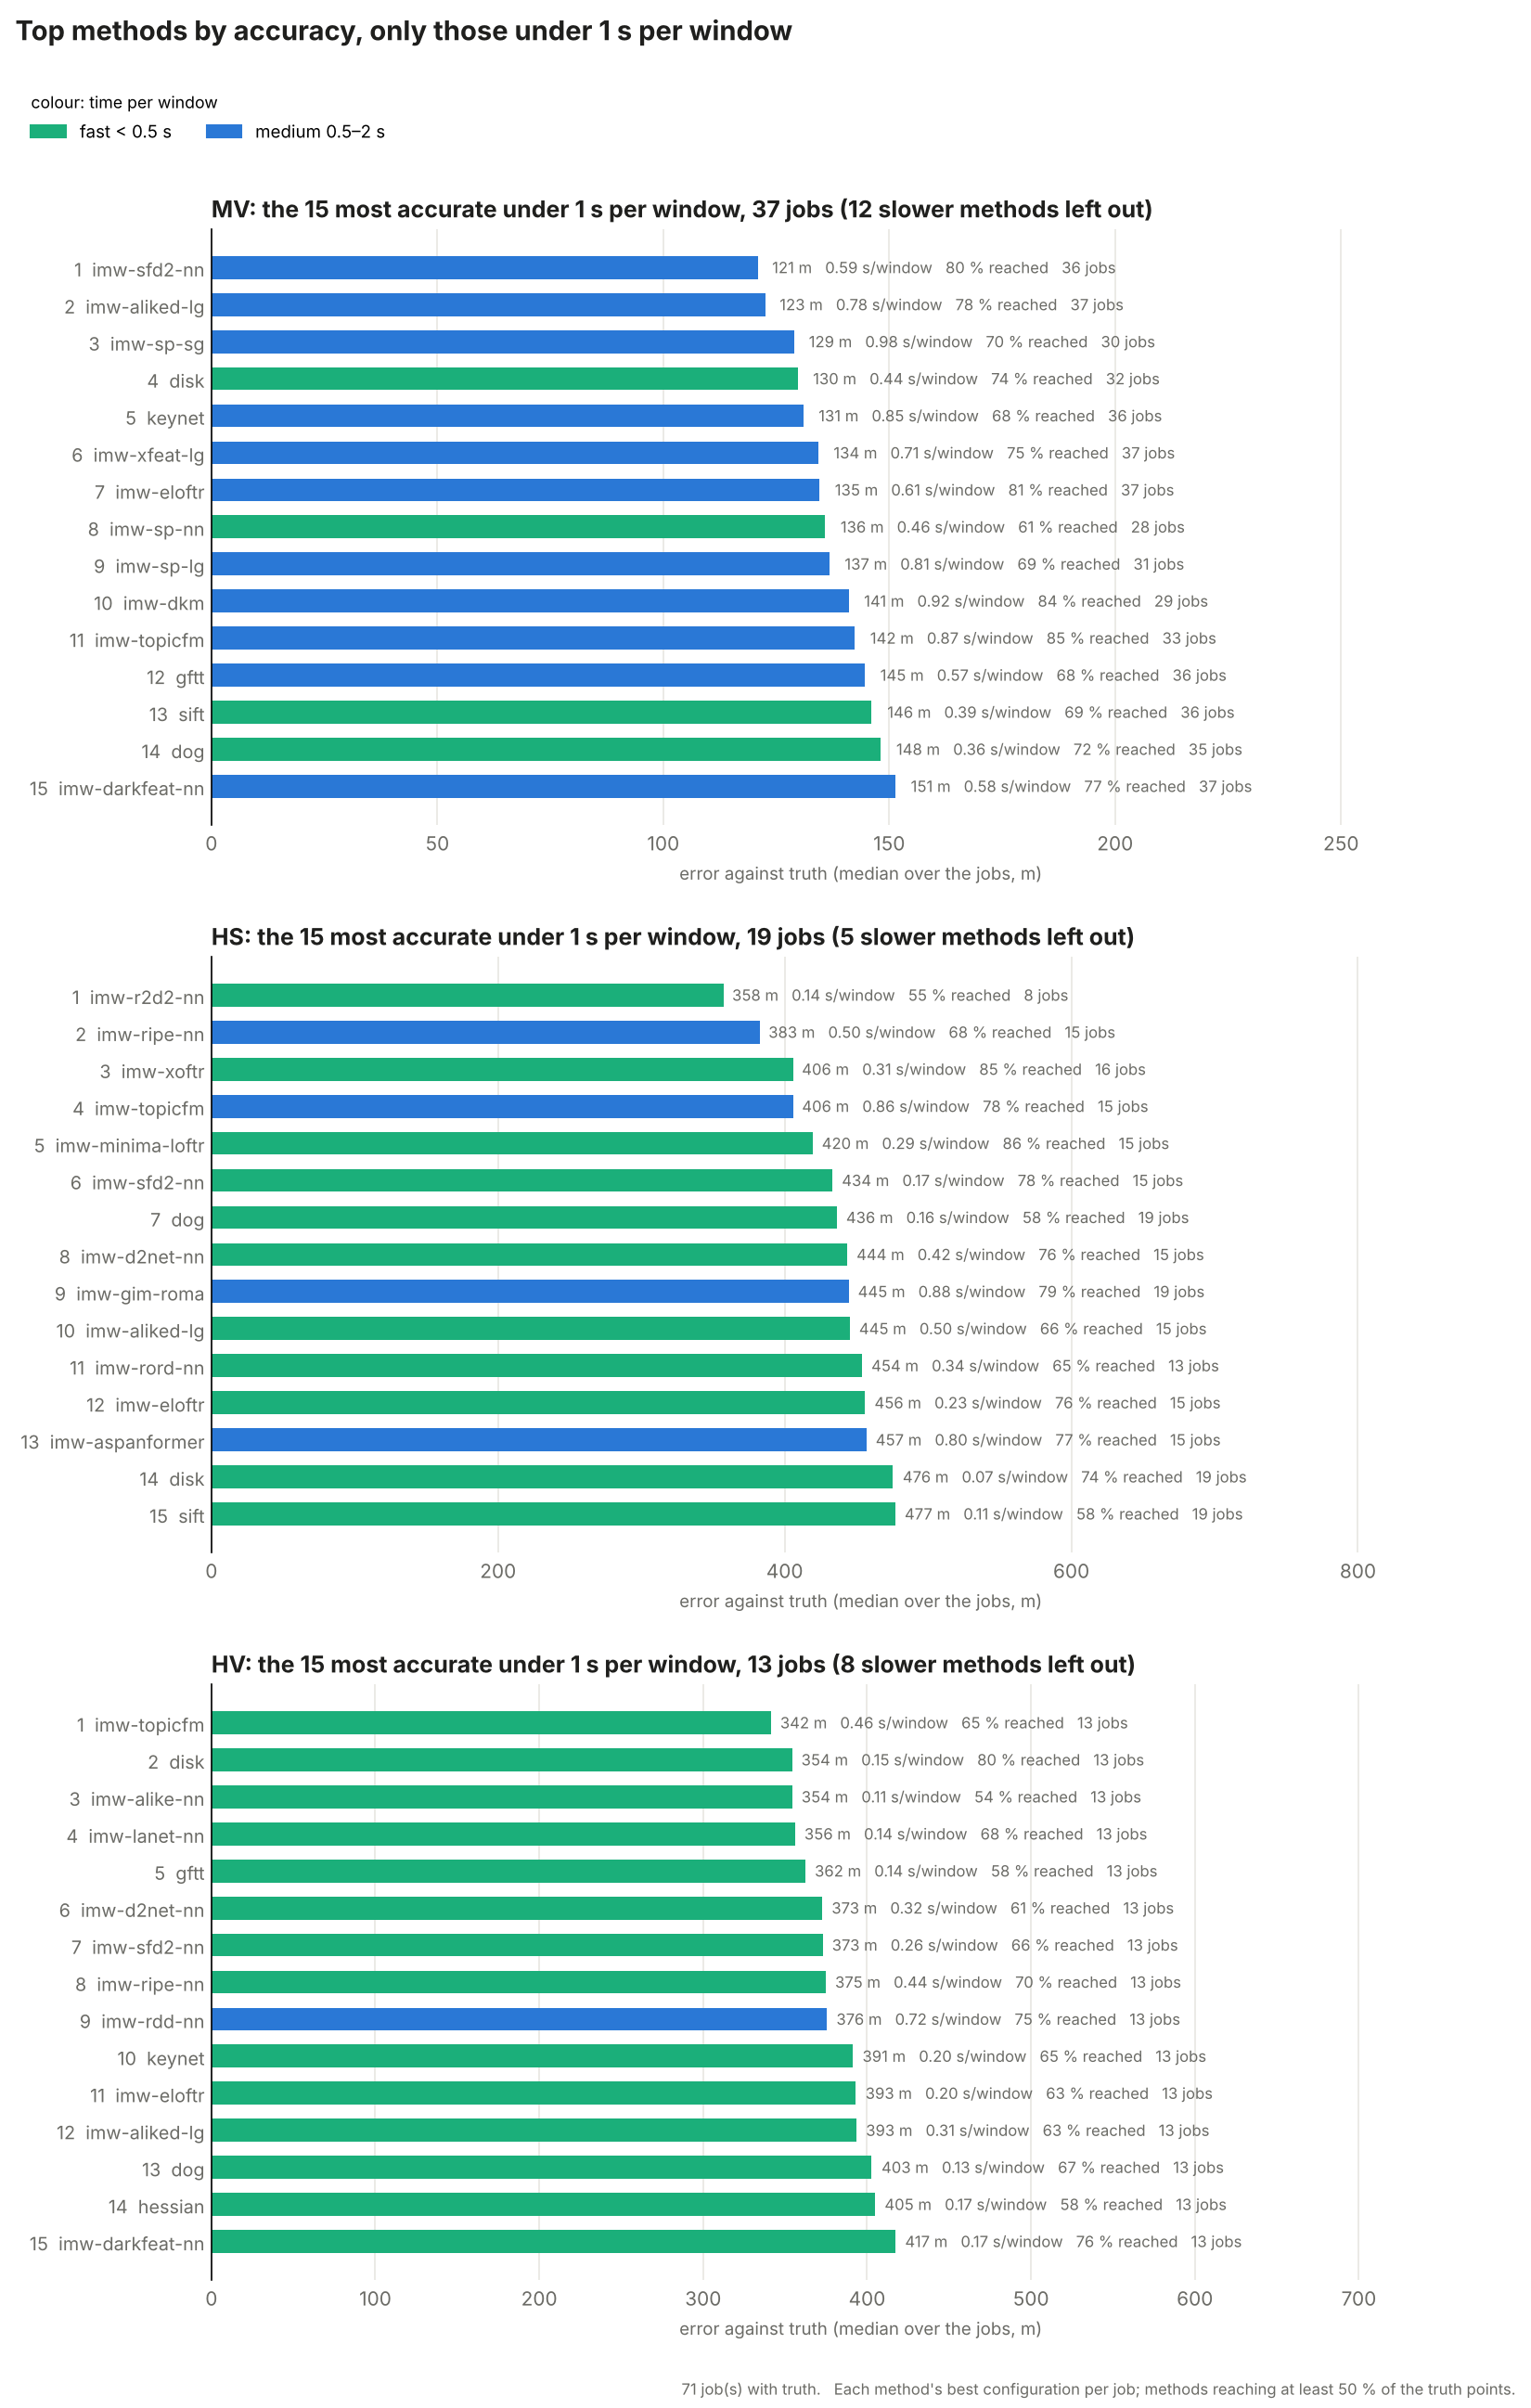 Top methods by accuracy, only those under 1 s per window
colour: time per window
fast < 0.5 s   medium 0.5–2 s
MV: the 15 most accurate under 1 s per window, 37 jobs (12 slower methods left out)
1 imw-sfd2-nn 121 m 0.59 s/window 80 % reached 36 jobs
2 imw-aliked-lg 123 m 0.78 s/window 78 % reached 37 jobs
3 imw-sp-sg 129 m 0.98 s/window 70 % reached 30 jobs
4 disk 130 m 0.44 s/window 74 % reached 32 jobs
5 keynet 131 m 0.85 s/window 68 % reached 36 jobs
6 imw-xfeat-lg 134 m 0.71 s/window 75 % reached 37 jobs
7 imw-eloftr 135 m 0.61 s/window 81 % reached 37 jobs
8 imw-sp-nn 136 m 0.46 s/window 61 % reached 28 jobs
9 imw-sp-lg 137 m 0.81 s/window 69 % reached 31 jobs
10 imw-dkm 141 m 0.92 s/window 84 % reached 29 jobs
11 imw-topicfm 142 m 0.87 s/window 85 % reached 33 jobs
12 gftt 145 m 0.57 s/window 68 % reached 36 jobs
13 sift 146 m 0.39 s/window 69 % reached 36 jobs
14 dog 148 m 0.36 s/window 72 % reached 35 jobs
15 imw-darkfeat-nn 151 m 0.58 s/window 77 % reached 37 jobs
0 50 100 150 200 250
error against truth (median over the jobs, m)
HS: the 15 most accurate under 1 s per window, 19 jobs (5 slower methods left out)
1 imw-r2d2-nn 358 m 0.14 s/window 55 % reached 8 jobs
2 imw-ripe-nn 383 m 0.50 s/window 68 % reached 15 jobs
3 imw-xoftr 406 m 0.31 s/window 85 % reached 16 jobs
4 imw-topicfm 406 m 0.86 s/window 78 % reached 15 jobs
5 imw-minima-loftr 420 m 0.29 s/window 86 % reached 15 jobs
6 imw-sfd2-nn 434 m 0.17 s/window 78 % reached 15 jobs
7 dog 436 m 0.16 s/window 58 % reached 19 jobs
8 imw-d2net-nn 444 m 0.42 s/window 76 % reached 15 jobs
9 imw-gim-roma 445 m 0.88 s/window 79 % reached 19 jobs
10 imw-aliked-lg 445 m 0.50 s/window 66 % reached 15 jobs
11 imw-rord-nn 454 m 0.34 s/window 65 % reached 13 jobs
12 imw-eloftr 456 m 0.23 s/window 76 % reached 15 jobs
13 imw-aspanformer 457 m 0.80 s/window 77 % reached 15 jobs
14 disk 476 m 0.07 s/window 74 % reached 19 jobs
15 sift 477 m 0.11 s/window 58 % reached 19 jobs
0 200 400 600 800
error against truth (median over the jobs, m)
HV: the 15 most accurate under 1 s per window, 13 jobs (8 slower methods left out)
1 imw-topicfm 342 m 0.46 s/window 65 % reached 13 jobs
2 disk 354 m 0.15 s/window 80 % reached 13 jobs
3 imw-alike-nn 354 m 0.11 s/window 54 % reached 13 jobs
4 imw-lanet-nn 356 m 0.14 s/window 68 % reached 13 jobs
5 gftt 362 m 0.14 s/window 58 % reached 13 jobs
6 imw-d2net-nn 373 m 0.32 s/window 61 % reached 13 jobs
7 imw-sfd2-nn 373 m 0.26 s/window 66 % reached 13 jobs
8 imw-ripe-nn 375 m 0.44 s/window 70 % reached 13 jobs
9 imw-rdd-nn 376 m 0.72 s/window 75 % reached 13 jobs
10 keynet 391 m 0.20 s/window 65 % reached 13 jobs
11 imw-eloftr 393 m 0.20 s/window 63 % reached 13 jobs
12 imw-aliked-lg 393 m 0.31 s/window 63 % reached 13 jobs
13 dog 403 m 0.13 s/window 67 % reached 13 jobs
14 hessian 405 m 0.17 s/window 58 % reached 13 jobs
15 imw-darkfeat-nn 417 m 0.17 s/window 76 % reached 13 jobs
0 100 200 300 400 500 600 700
error against truth (median over the jobs, m)
71 job(s) with truth. Each method's best configuration per job; methods reaching at least 50 % of the truth points.